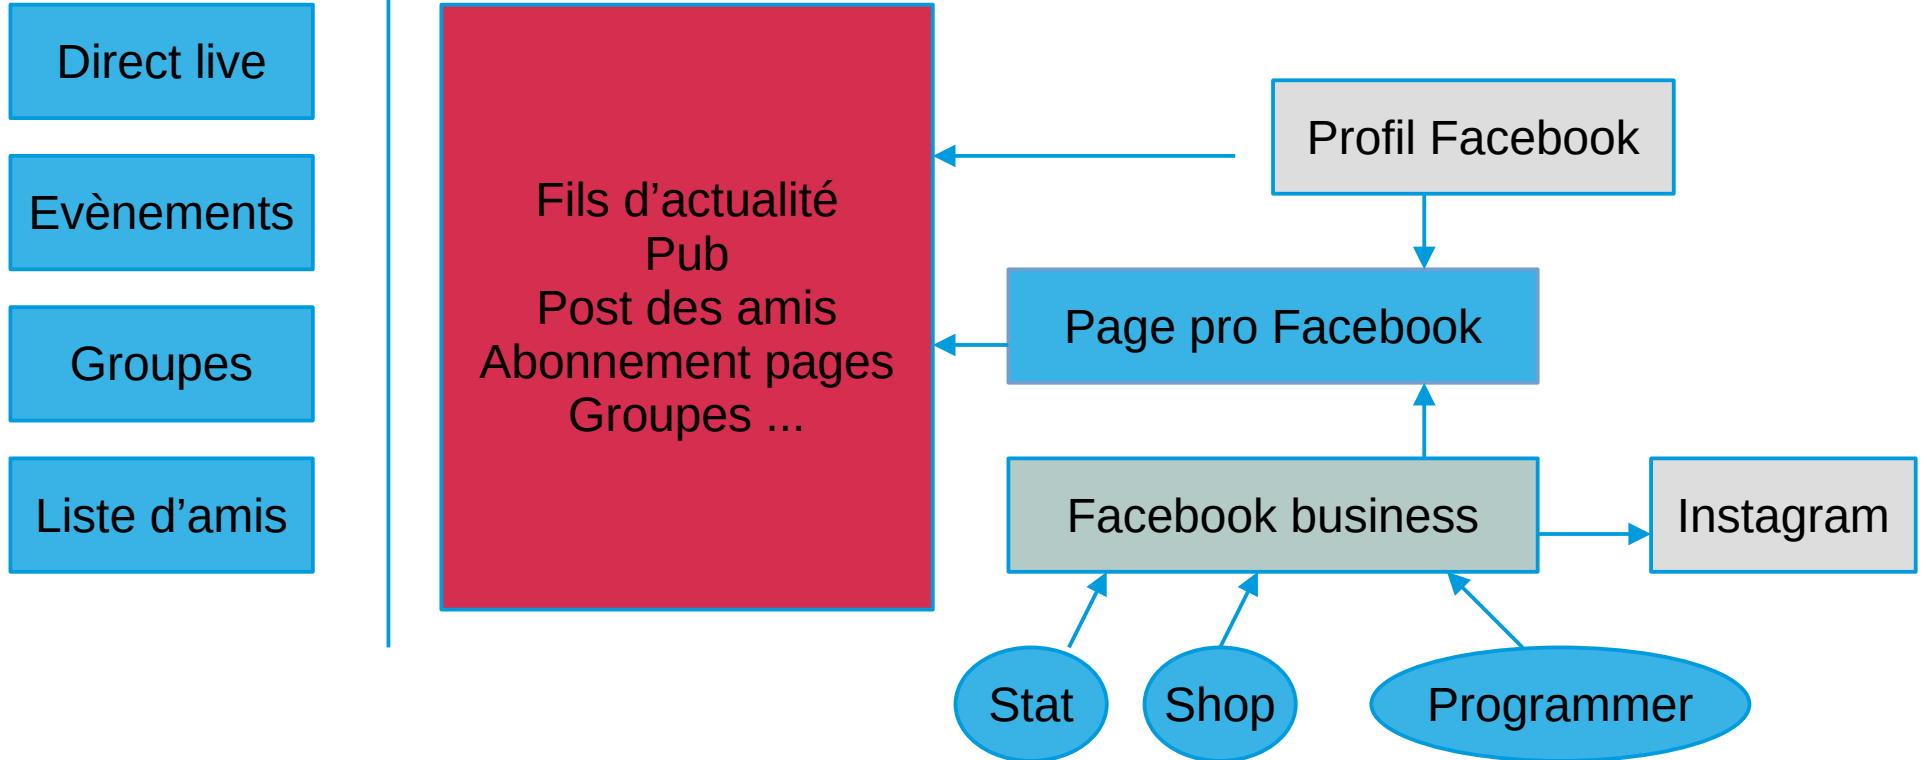 Direct live
Evènements
Groupes
Liste d’amis
Fils d’actualité
Pub
Post des amis
Abonnement pages
Groupes ...
Profil Facebook
Page pro Facebook
Facebook business
Instagram
Stat
Shop
Programmer